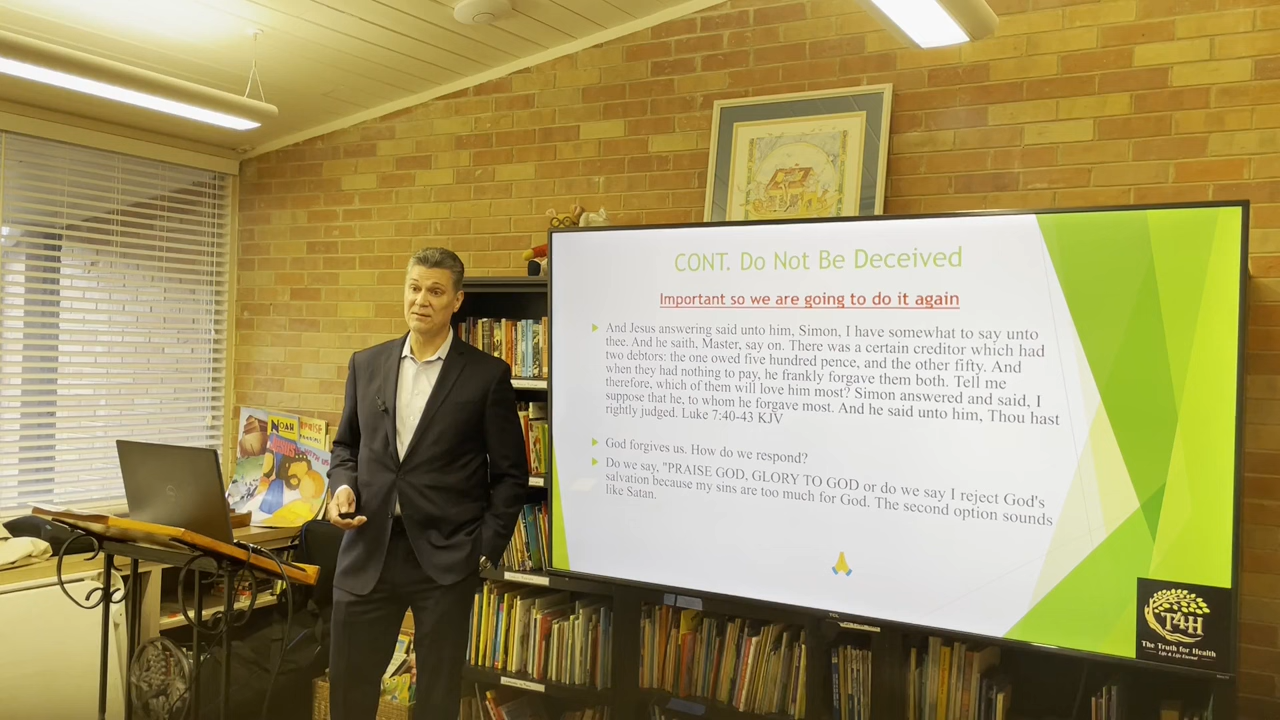 CONT. Do Not Be Deceived
Important so we are going to do it again
And Jesus answering said unto him, Simon, I have somewhat to say unto
thee. And he saith, Master, say on. There was a certain creditor which had
two debtors: the one owed five hundred pence, and the other fifty. And
when they had nothing to pay, he frankly forgave them both. Tell me
therefore, which of them will love him most? Simon answered and said, I
suppose that he, to whom he forgave most. And he said unto him, Thou hast
rightly judged. Luke 7:40-43 KJV
God forgives us. How do we respond?
Do we say, "PRAISE GOD, GLORY TO GOD or do we say I reject God's
salvation because my sins are too much for God. The second option sounds
like Satan.
T4H
The Truth for Health
Life & Life Eternal
TCL
NOAH
Praise
JESUS